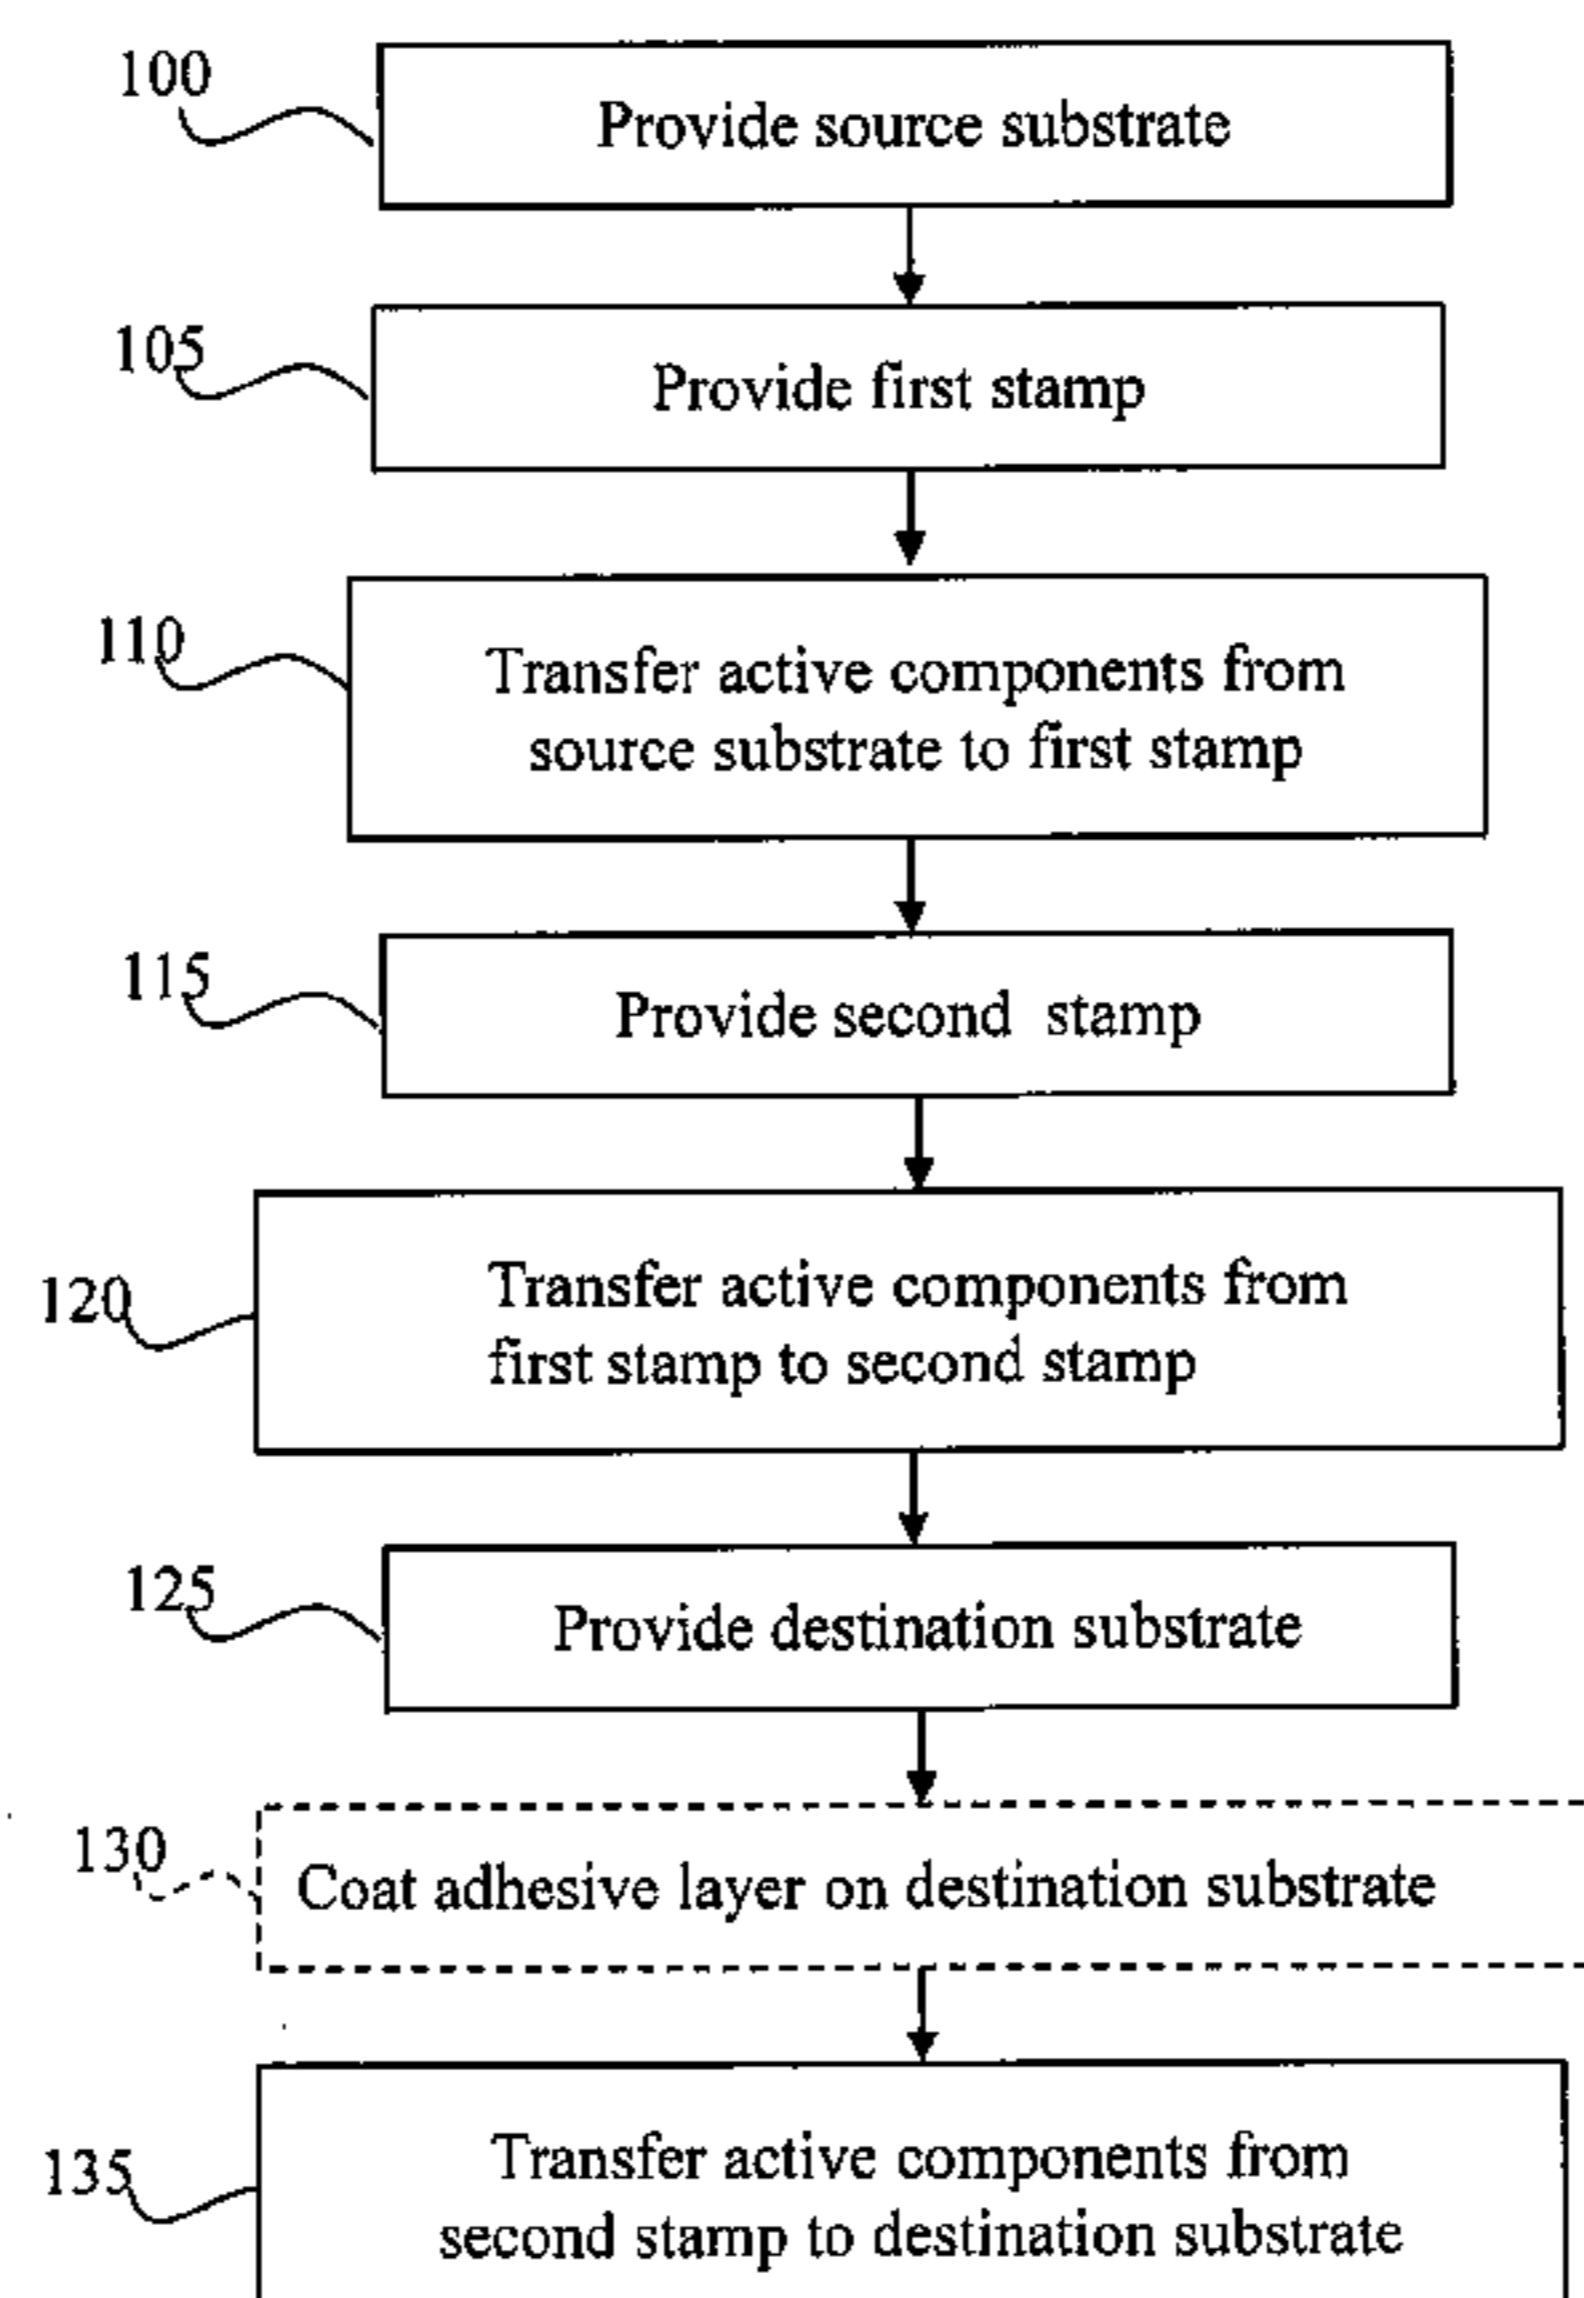 100
Provide source substrate
105
Provide first stamp
110
Transfer active components from
source substrate to first stamp
115
Provide second stamp
120
Transfer active components from
first stamp to second stamp
125
Provide destination substrate
130
Coat adhesive layer on destination substrate
135
Transfer active components from
second stamp to destination substrate